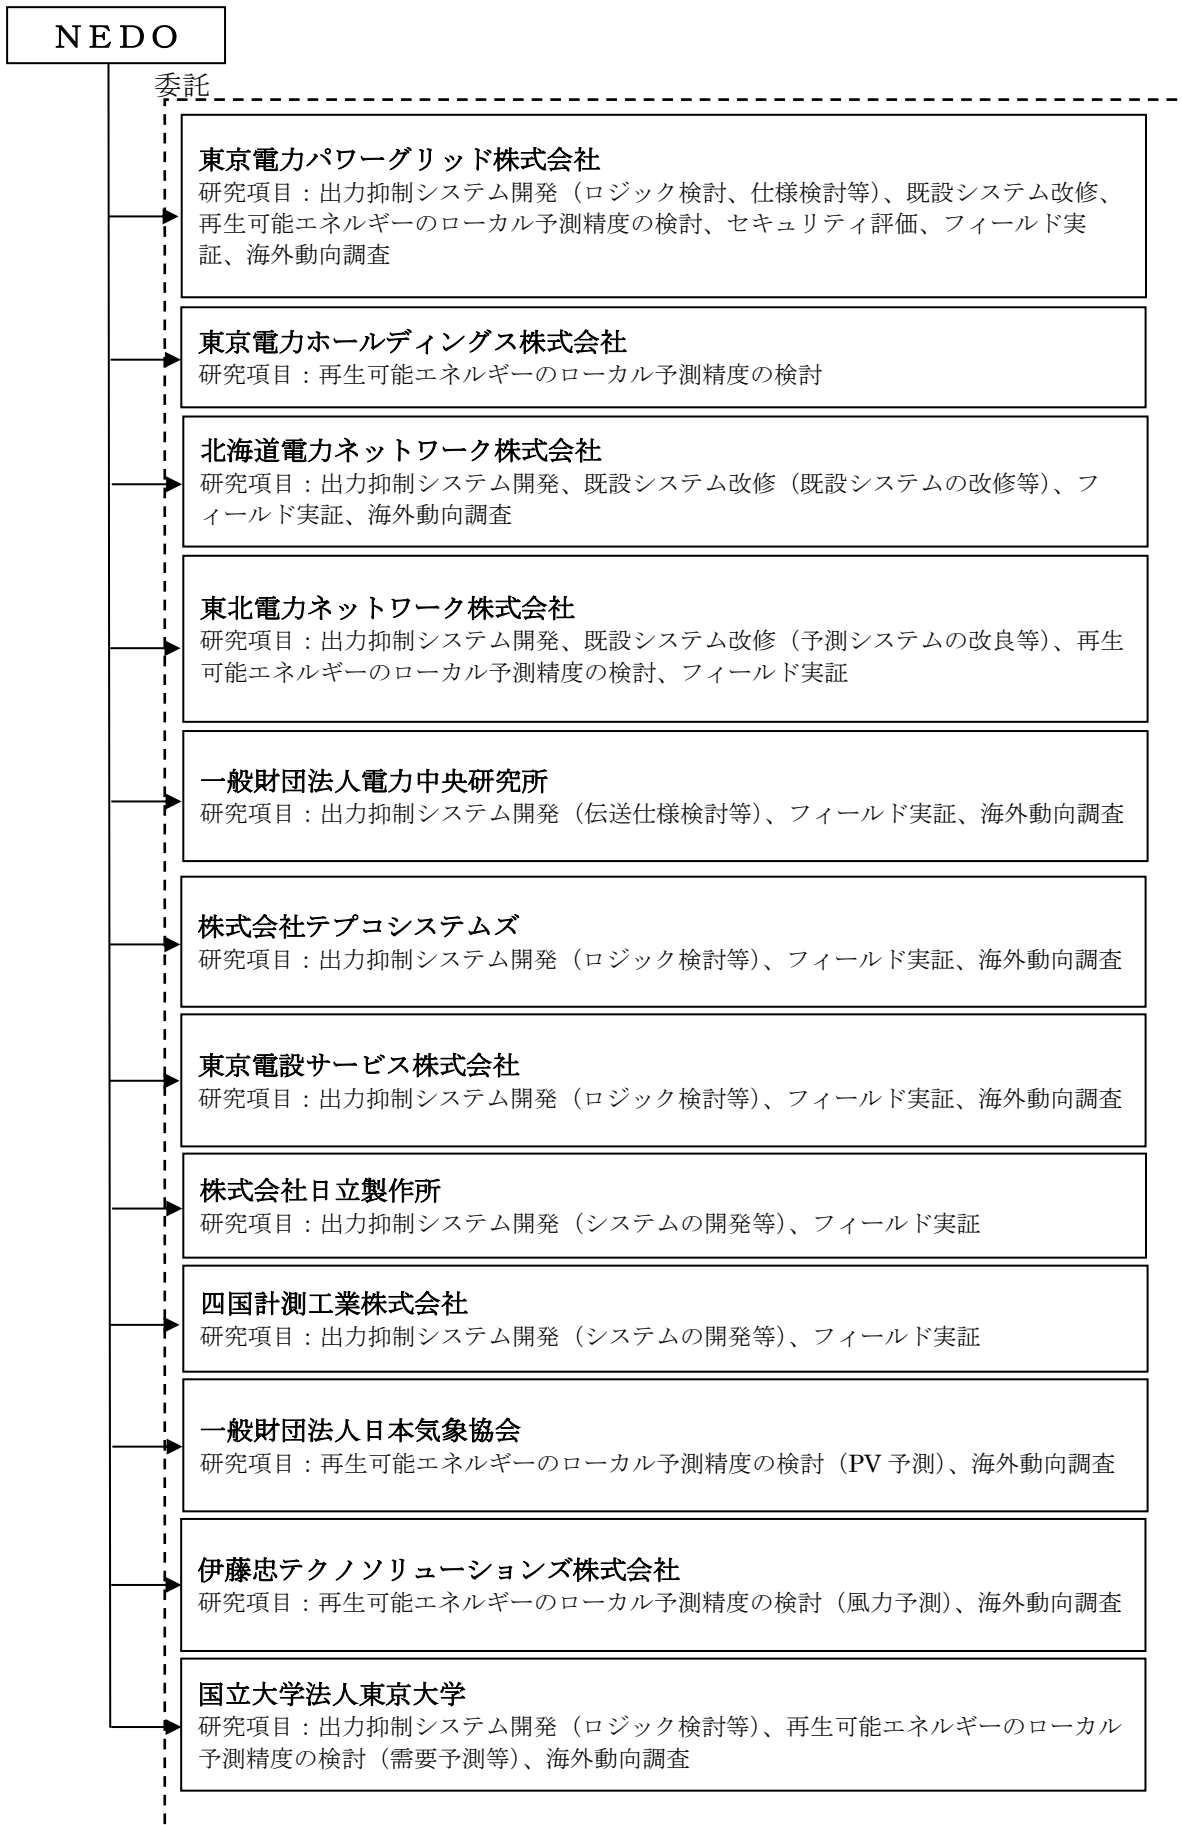 NEDO
委託
東京電力パワーグリッド株式会社
研究項目：出力抑制システム開発（ロジック検討、仕様検討等）、既設システム改修、
再生可能エネルギーのローカル予測精度の検討、セキュリティ評価、フィールド実
証、海外動向調査
東京電力ホールディングス株式会社
研究項目：再生可能エネルギーのローカル予測精度の検討
北海道電力ネットワーク株式会社
研究項目：出力抑制システム開発、既設システム改修（既設システムの改修等）、フ
ィールド実証、海外動向調査
東北電力ネットワーク株式会社
研究項目：出力抑制システム開発、既設システム改修（予測システムの改良等）、再生
可能エネルギーのローカル予測精度の検討、フィールド実証
一般財団法人電力中央研究所
研究項目：出力抑制システム開発（伝送仕様検討等）、フィールド実証、海外動向調査
株式会社テプコシステムズ
研究項目：出力抑制システム開発（ロジック検討等）、フィールド実証、海外動向調査
東京電設サービス株式会社
研究項目：出力抑制システム開発（ロジック検討等）、フィールド実証、海外動向調査
株式会社日立製作所
研究項目：出力抑制システム開発（システムの開発等）、フィールド実証
四国計測工業株式会社
研究項目：出力抑制システム開発（システムの開発等）、フィールド実証
一般財団法人日本気象協会
研究項目：再生可能エネルギーのローカル予測精度の検討（PV 予測）、海外動向調査
伊藤忠テクノソリューションズ株式会社
研究項目：再生可能エネルギーのローカル予測精度の検討（風力予測）、海外動向調査
国立大学法人東京大学
研究項目：出力抑制システム開発（ロジック検討等）、再生可能エネルギーのローカル
予測精度の検討（需要予測等）、海外動向調査